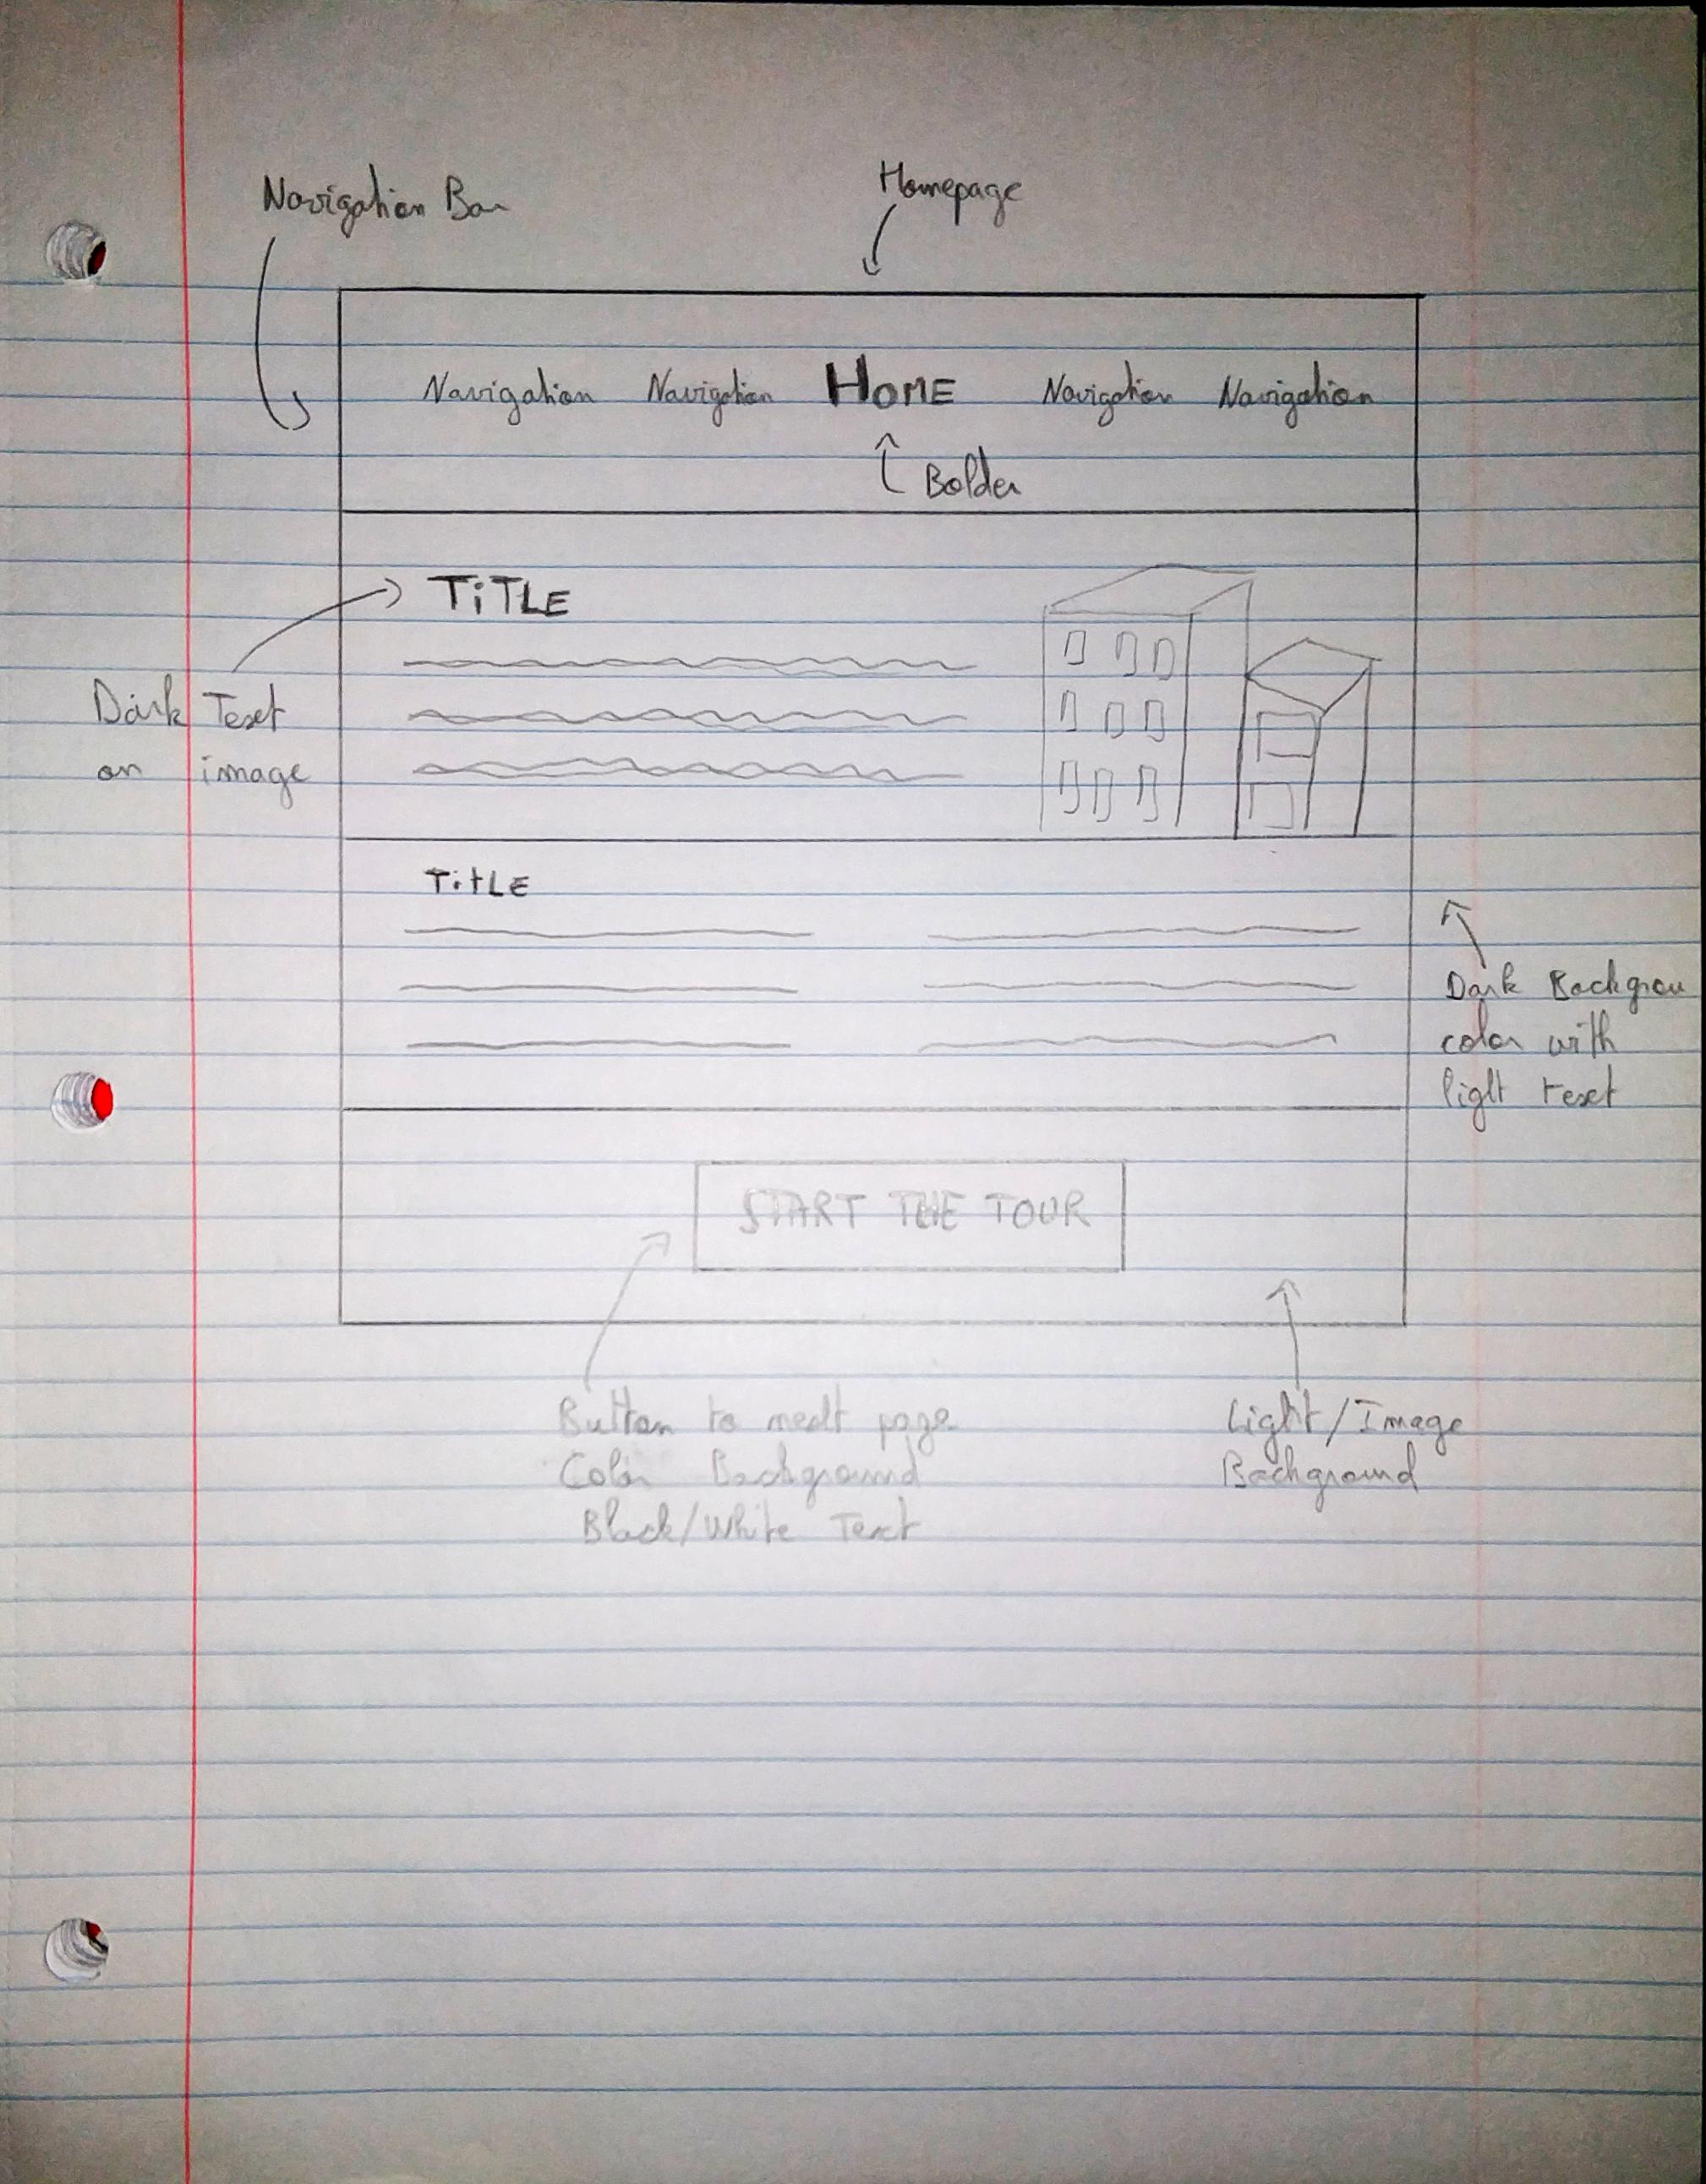 Navigation Bar
Homepage
Navigation Navigation HOME Navigation Navigation
Bolder
TiTLE
Dark Text
on image
TitLE
Dark Backgrou
color with
light text
START THE TOUR
Button to next page
Color Background
Black/White Text
Light/Image
Background